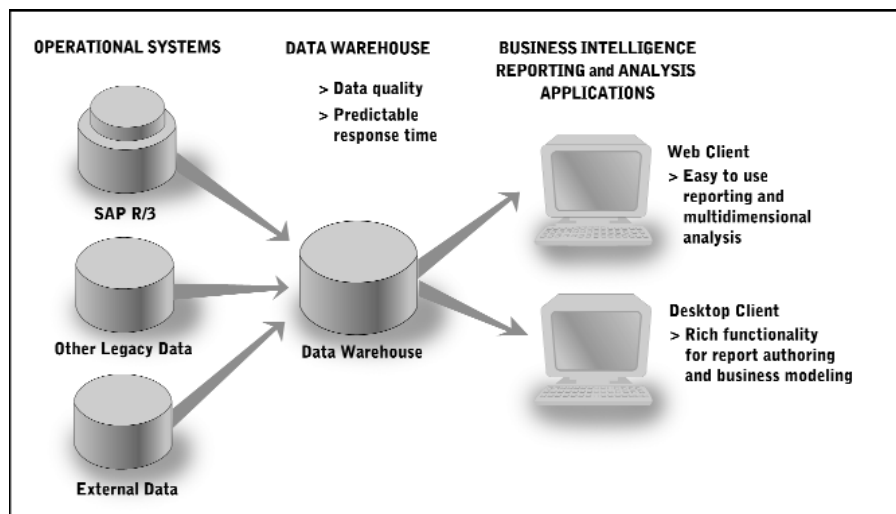 OPERATIONAL SYSTEMS
DATA WAREHOUSE
> Data quality
> Predictable
response time
BUSINESS INTELLIGENCE
REPORTING and ANALYSIS
APPLICATIONS
SAP R/3
Other Legacy Data
External Data
Data Warehouse
Web Client
> Easy to use
reporting and
multidimensional
analysis
Desktop Client
> Rich functionality
for report authoring
and business modeling